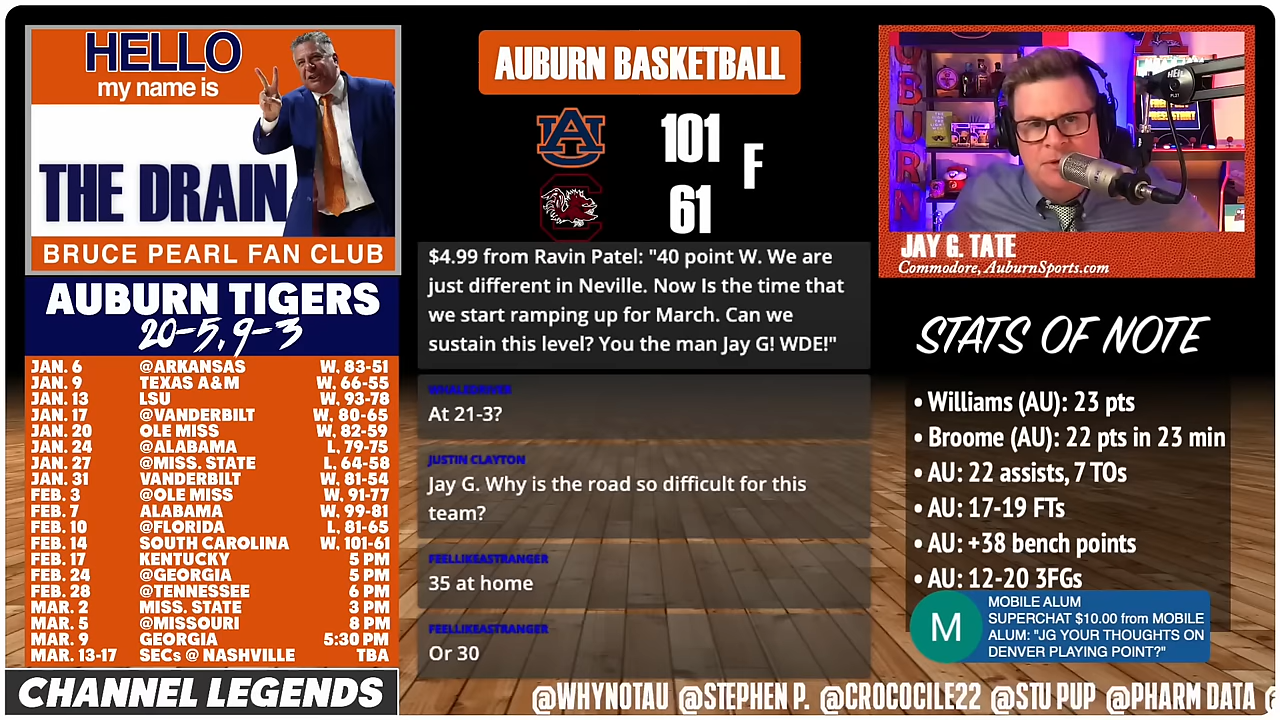 HELLO
my name is
THE DRAIN
BRUCE PEARL FAN CLUB
AUBURN TIGERS
20-5, 9-3
JAN. 6 @ARKANSAS W, 83-51
JAN. 9 TEXAS A&M W, 66-55
JAN. 13 LSU W, 93-78
JAN. 17 @VANDERBILT W, 80-65
JAN. 20 OLE MISS W, 82-59
JAN. 24 @ALABAMA L, 79-75
JAN. 27 @MISS. STATE L, 64-58
JAN. 31 VANDERBILT W, 81-54
FEB. 3 @OLE MISS W, 91-77
FEB. 7 ALABAMA W, 99-81
FEB. 10 @FLORIDA L, 81-65
FEB. 14 SOUTH CAROLINA W, 101-61
FEB. 17 KENTUCKY 5 PM
FEB. 24 @GEORGIA 5 PM
FEB. 28 @TENNESSEE 6 PM
MAR. 2 MISS. STATE 3 PM
MAR. 5 @MISSOURI 8 PM
MAR. 9 GEORGIA 5:30 PM
MAR. 13-17 SECs @ NASHVILLE TBA
AUBURN BASKETBALL
AU 101
F
C 61
$4.99 from Ravin Patel: "40 point W. We are
just different in Neville. Now Is the time that
we start ramping up for March. Can we
sustain this level? You the man Jay G! WDE!"
WHALEDRIVER
At 21-3?
JUSTIN CLAYTON
Jay G. Why is the road so difficult for this
team?
FEELLIKEASTRANGER
35 at home
FEELLIKEASTRANGER
Or 30
BURN
JAY G. TATE
Commodore, AuburnSports.com
STATS OF NOTE
• Williams (AU): 23 pts
• Broome (AU): 22 pts in 23 min
• AU: 22 assists, 7 TOs
• AU: 17-19 FTs
• AU: +38 bench points
• AU: 12-20 3FGs
M
MOBILE ALUM
SUPERCHAT $10.00 from MOBILE
ALUM: "JG YOUR THOUGHTS ON
DENVER PLAYING POINT?"
CHANNEL LEGENDS
@WHYNOTAU @STEPHEN P. @CROCOCILE22 @STU PUP @PHARM DATA @